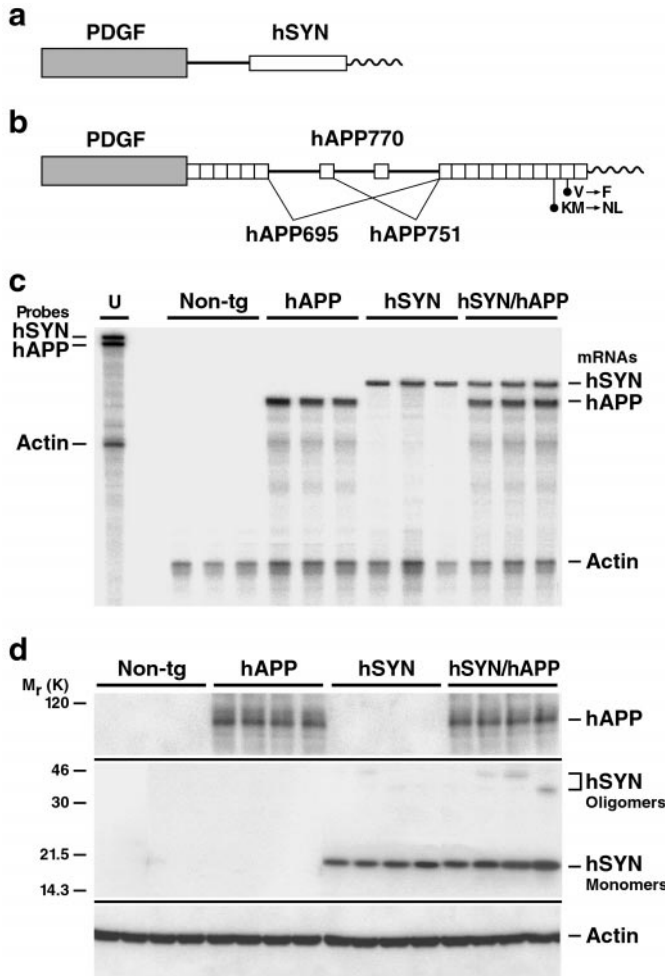 a
PDGF hSYN
b
PDGF hAPP770
V→F
KM→NL
hAPP695 hAPP751
c
Probes U Non-tg hAPP hSYN hSYN/hAPP
hSYN
hAPP
mRNAs
hSYN
hAPP
Actin
Actin
d
Non-tg hAPP hSYN hSYN/hAPP
Mr (K)
120
hAPP
46
hSYN
Oligomers
30
21.5
hSYN
Monomers
14.3
Actin